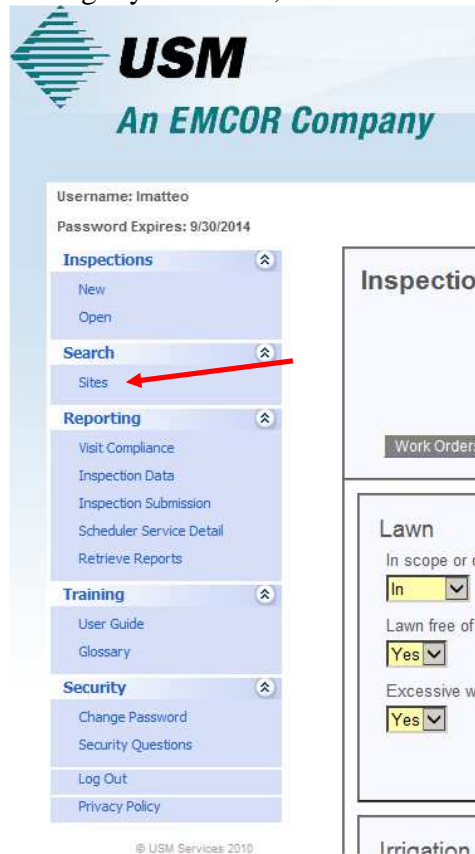 USM
An EMCOR Company
Username: lmatteo
Password Expires: 9/30/2014
Inspections
New
Open
Search
Sites
Reporting
Visit Compliance
Inspection Data
Inspection Submission
Scheduler Service Detail
Retrieve Reports
Training
User Guide
Glossary
Security
Change Password
Security Questions
Log Out
Privacy Policy
© USM Services 2010
Inspectio
Work Order
Lawn
In scope or
In
Lawn free of
Yes
Excessive w
Yes
Irrigation